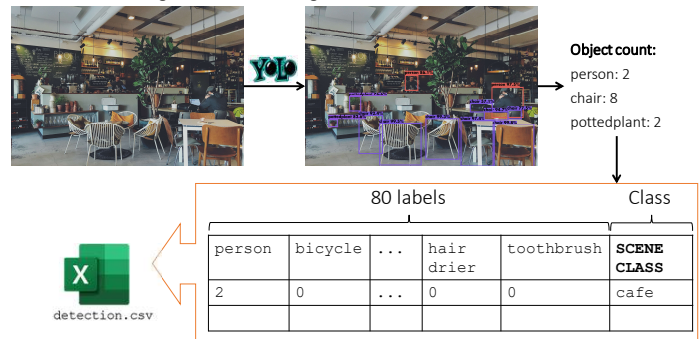 YOLO
Object count:
person: 2
chair: 8
pottedplant: 2
80 labels
Class
person bicycle ... hair drier toothbrush SCENE CLASS
2 0 ... 0 0 cafe
X
detection.csv